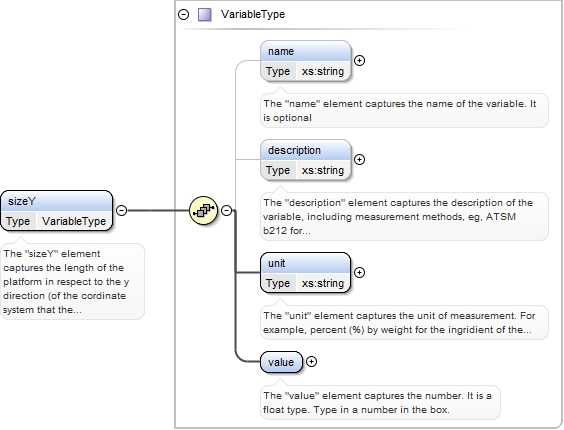 VariableType
name
Type xs:string
The "name" element captures the name of the variable. It
is optional
description
Type xs:string
The "description" element captures the description of the
variable, including measurement methods, eg, ATSM
b212 for...
sizeY
Type VariableType
The "sizeY" element
captures the length of the
platform in respect to the y
direction (of the cordinate
system that the...
unit
Type xs:string
The "unit" element captures the unit of measurement. For
example, percent (%) by weight for the ingridient of the...
value
The "value" element captures the number. It is a
float type. Type in a number in the box.